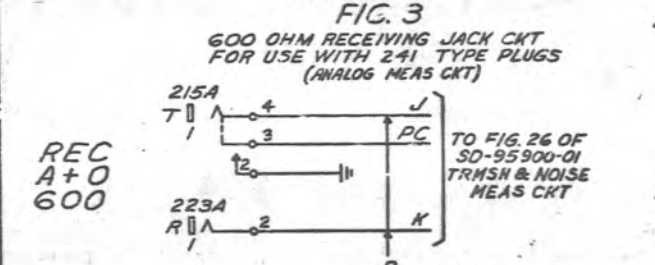 FIG. 3
600 OHM RECEIVING JACK CKT
FOR USE WITH 241 TYPE PLUGS
(ANALOG MEAS CKT)
215A
T
1
4
J
3
PC
2
REC
A+O
600
TO FIG. 26 OF
SD-95900-01
TRMSN & NOISE
MEAS CKT
223A
R
1
2
K